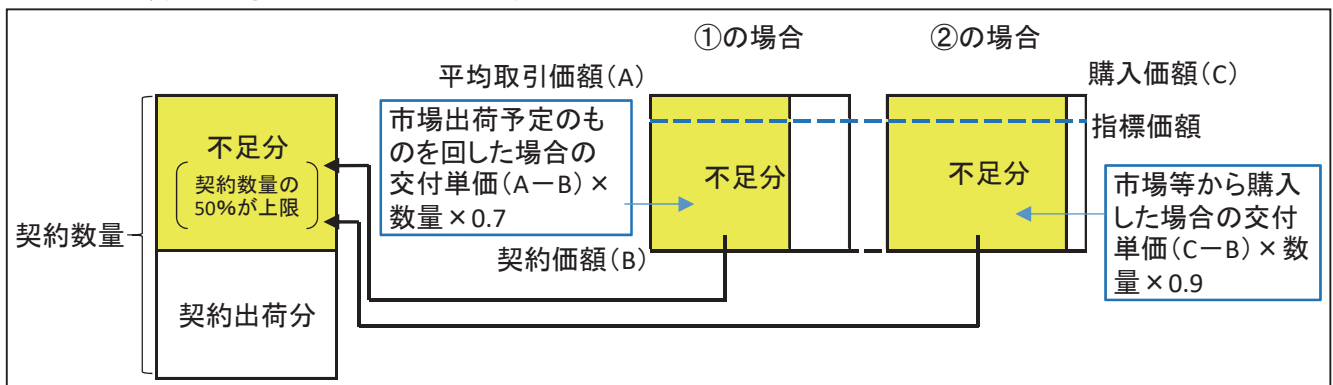 ①の場合
②の場合
平均取引価額(A)
購入価額(C)
市場出荷予定のも
のを回した場合の
交付単価(A-B)×
数量×0.7
指標価額
不足分
契約数量の
50%が上限
不足分
不足分
市場等から購入
した場合の交付
単価(C-B)×数
量×0.9
契約数量
契約価額(B)
契約出荷分